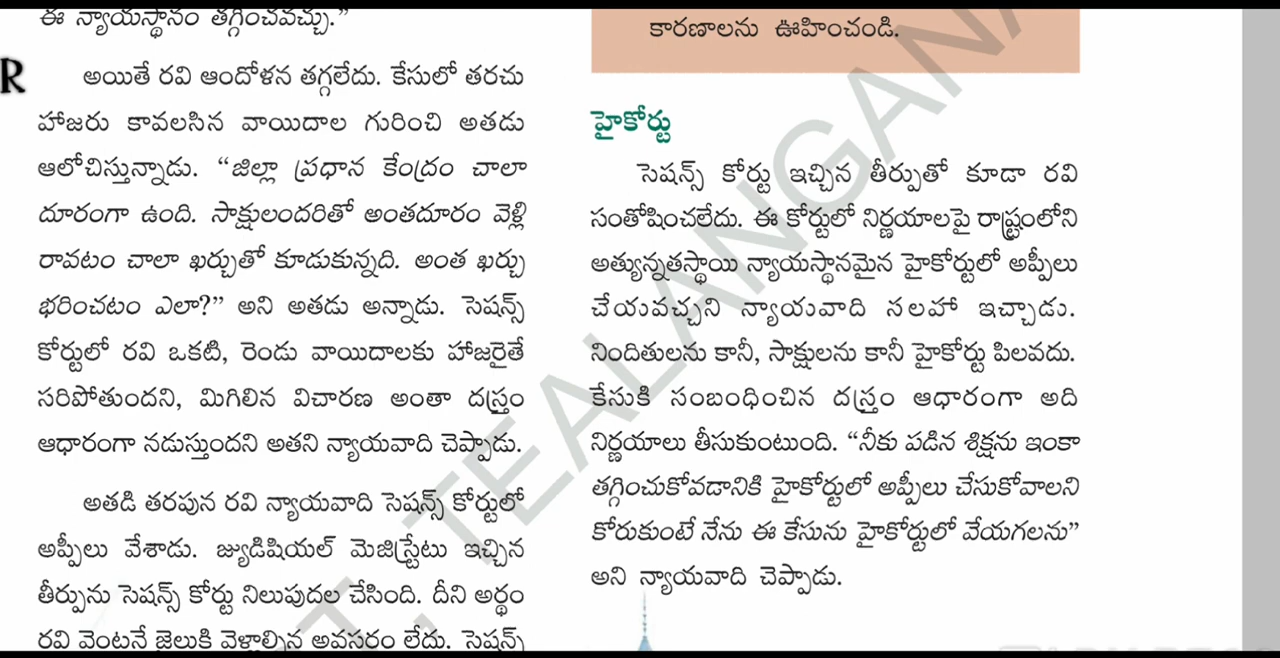 ఈ న్యాయస్థానం తగ్గించవచ్చు.”
R
అయితే రవి ఆందోళన తగ్గలేదు. కేసులో తరచు
హాజరు కావలసిన వాయిదాల గురించి అతడు
ఆలోచిస్తున్నాడు. “జిల్లా ప్రధాన కేంద్రం చాలా
దూరంగా ఉంది. సాక్షులందరితో అంతదూరం వెళ్లి
రావటం చాలా ఖర్చుతో కూడుకున్నది. అంత ఖర్చు
భరించటం ఎలా?” అని అతడు అన్నాడు. సెషన్స్
కోర్టులో రవి ఒకటి, రెండు వాయిదాలకు హాజరైతే
సరిపోతుందని, మిగిలిన విచారణ అంతా దస్త్రం
ఆధారంగా నడుస్తుందని అతని న్యాయవాది చెప్పాడు.
అతడి తరపున రవి న్యాయవాది సెషన్స్ కోర్టులో
అప్పీలు వేశాడు. జ్యుడిషియల్ మెజిస్ట్రేటు ఇచ్చిన
తీర్పును సెషన్స్ కోర్టు నిలుపుదల చేసింది. దీని అర్థం
రవి వెంటనే జైలుకి వెళ్లాల్సిన అవసరం లేదు. సెషన్స్
కారణాలను ఊహించండి.
హైకోర్టు
సెషన్స్ కోర్టు ఇచ్చిన తీర్పుతో కూడా రవి
సంతోషించలేదు. ఈ కోర్టులో నిర్ణయాలపై రాష్ట్రంలోని
అత్యున్నతస్థాయి న్యాయస్థానమైన హైకోర్టులో అప్పీలు
చేయవచ్చని న్యాయవాది సలహా ఇచ్చాడు.
నిందితులను కానీ, సాక్షులను కానీ హైకోర్టు పిలవదు.
కేసుకి సంబంధించిన దస్త్రం ఆధారంగా అది
నిర్ణయాలు తీసుకుంటుంది. “నీకు పడిన శిక్షను ఇంకా
తగ్గించుకోవడానికి హైకోర్టులో అప్పీలు చేసుకోవాలని
కోరుకుంటే నేను ఈ కేసును హైకోర్టులో వేయగలను”
అని న్యాయవాది చెప్పాడు.
T, TEALANGANA